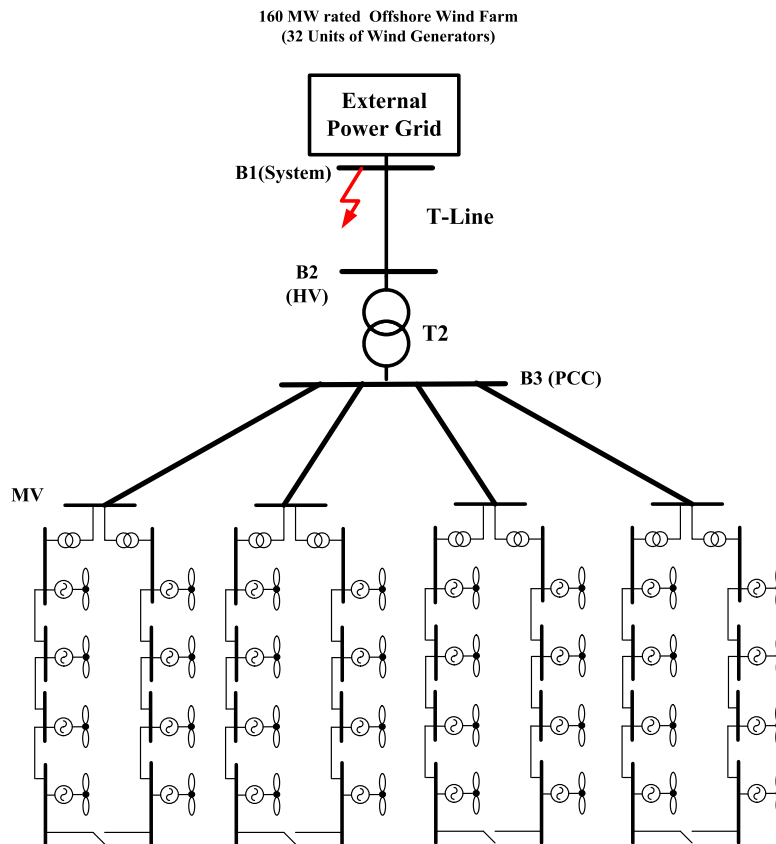 160 MW rated Offshore Wind Farm
(32 Units of Wind Generators)
External
Power Grid
B1(System)
T-Line
B2
(HV)
T2
B3 (PCC)
MV